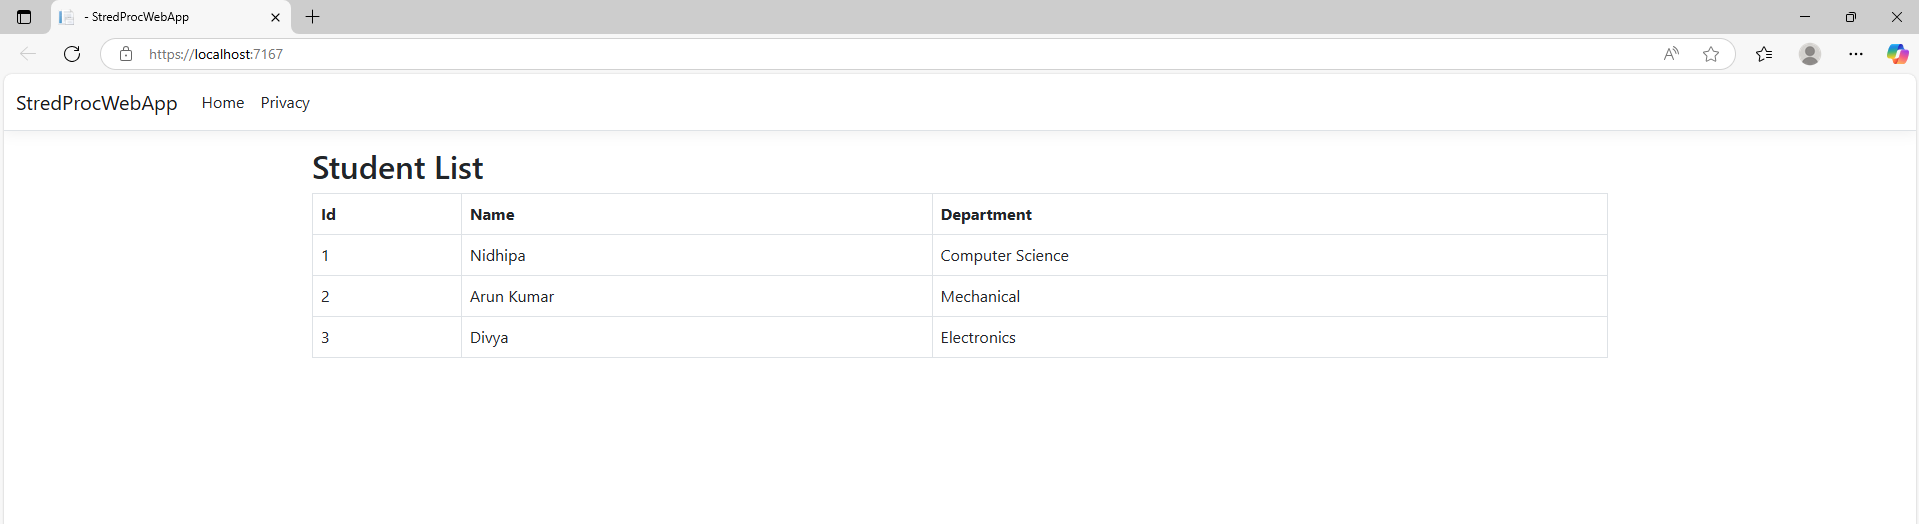 - StredProcWebApp
https://localhost:7167
StredProcWebApp Home Privacy
Student List
Id Name Department
1 Nidhipa Computer Science
2 Arun Kumar Mechanical
3 Divya Electronics